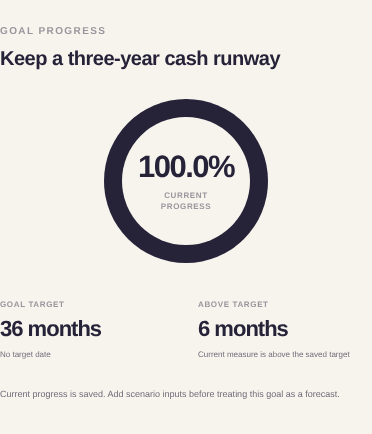 GOAL PROGRESS
Keep a three-year cash runway
100.0%
CURRENT
PROGRESS
GOAL TARGET
36 months
No target date
ABOVE TARGET
6 months
Current measure is above the saved target
Current progress is saved. Add scenario inputs before treating this goal as a forecast.